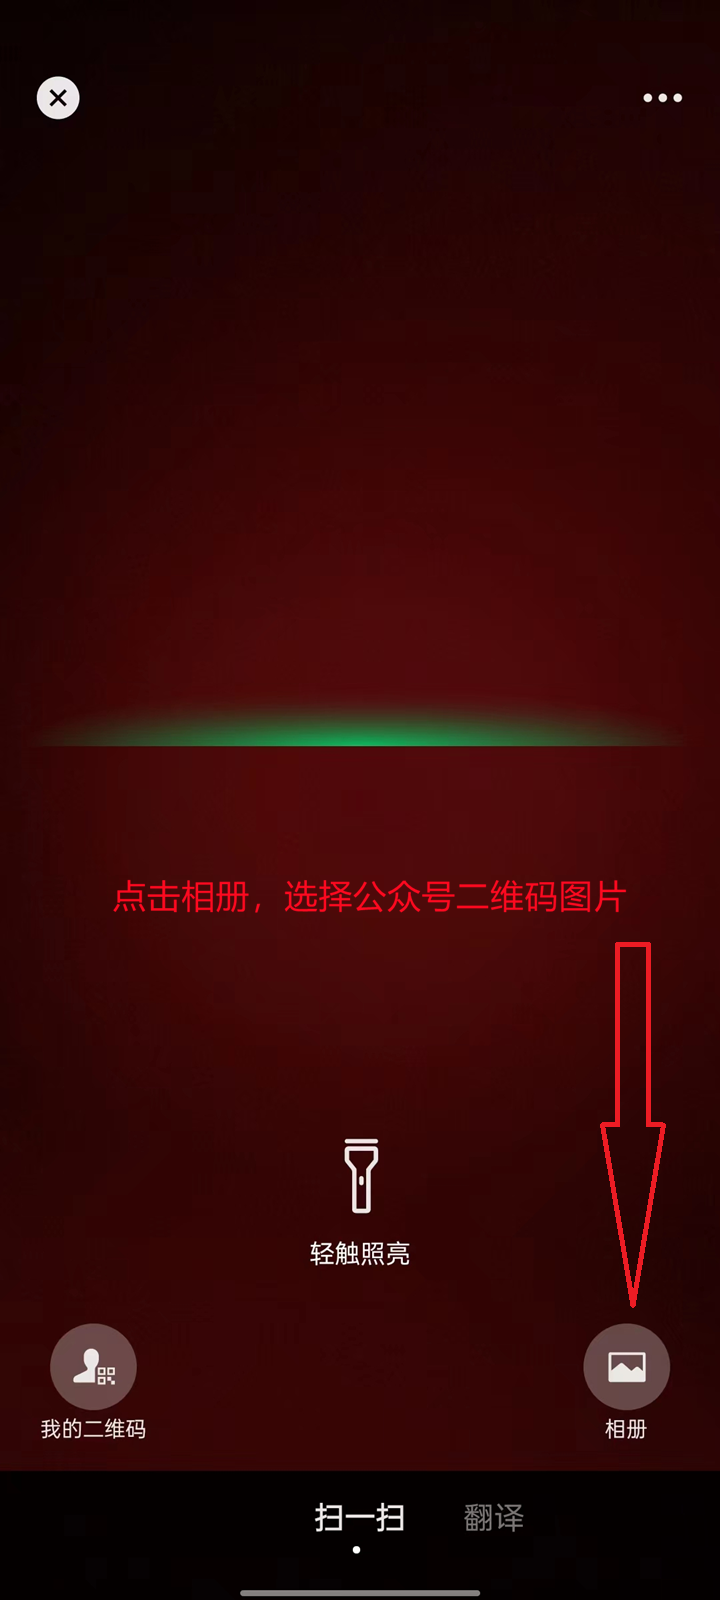 点击相册，选择公众号二维码图片
轻触照亮
我的二维码
相册
扫一扫
翻译